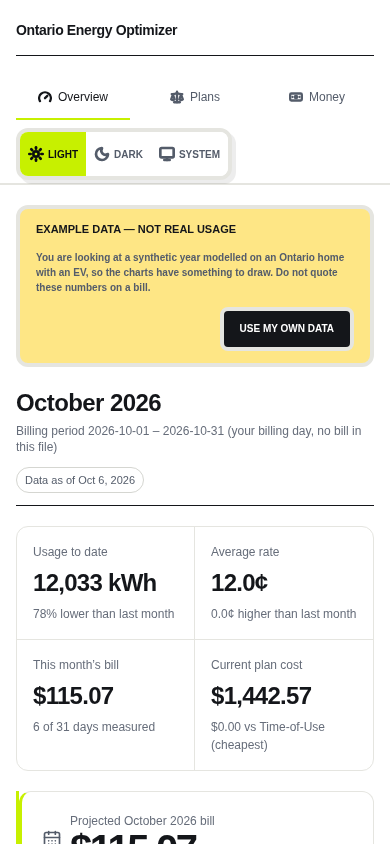 Ontario Energy Optimizer
Overview
Plans
Money
LIGHT
DARK
SYSTEM
EXAMPLE DATA — NOT REAL USAGE
You are looking at a synthetic year modelled on an Ontario home
with an EV, so the charts have something to draw. Do not quote
these numbers on a bill.
USE MY OWN DATA
October 2026
Billing period 2026-10-01 – 2026-10-31 (your billing day, no bill in
this file)
Data as of Oct 6, 2026
Usage to date
12,033 kWh
78% lower than last month
Average rate
12.0¢
0.0¢ higher than last month
This month's bill
$115.07
6 of 31 days measured
Current plan cost
$1,442.57
$0.00 vs Time-of-Use
(cheapest)
Projected October 2026 bill
$115.07